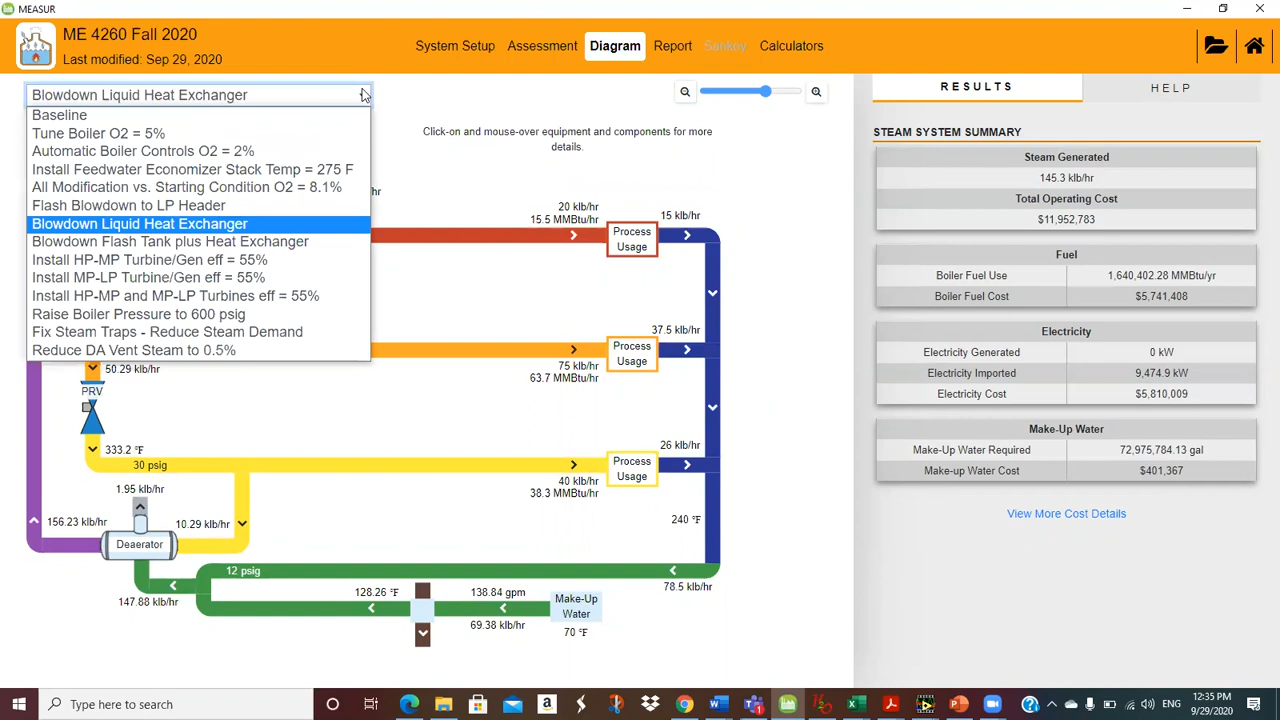 MEASUR
ME 4260 Fall 2020
Last modified: Sep 29, 2020
System Setup Assessment Diagram Report Sankey Calculators
Blowdown Liquid Heat Exchanger
Baseline
Tune Boiler O2 = 5%
Automatic Boiler Controls O2 = 2%
Install Feedwater Economizer Stack Temp = 275 F
All Modification vs. Starting Condition O2 = 8.1%
Flash Blowdown to LP Header
Blowdown Liquid Heat Exchanger
Blowdown Flash Tank plus Heat Exchanger
Install HP-MP Turbine/Gen eff = 55%
Install MP-LP Turbine/Gen eff = 55%
Install HP-MP and MP-LP Turbines eff = 55%
Raise Boiler Pressure to 600 psig
Fix Steam Traps - Reduce Steam Demand
Reduce DA Vent Steam to 0.5%
Click-on and mouse-over equipment and components for more
details.
hr
20 klb/hr
15.5 MMBtu/hr
Process
Usage
15 klb/hr
37.5 klb/hr
Process
Usage
75 klb/hr
63.7 MMBtu/hr
50.29 klb/hr
PRV
333.2 °F
30 psig
26 klb/hr
Process
Usage
40 klb/hr
38.3 MMBtu/hr
1.95 klb/hr
156.23 klb/hr
10.29 klb/hr
Deaerator
240 °F
12 psig
78.5 klb/hr
147.88 klb/hr
128.26 °F
138.84 gpm
69.38 klb/hr
Make-Up
Water
70 °F
RESULTS HELP
STEAM SYSTEM SUMMARY
Steam Generated
145.3 klb/hr
Total Operating Cost
$11,952,783
Fuel
Boiler Fuel Use 1,640,402.28 MMBtu/yr
Boiler Fuel Cost $5,741,408
Electricity
Electricity Generated 0 kW
Electricity Imported 9,474.9 kW
Electricity Cost $5,810,009
Make-Up Water
Make-Up Water Required 72,975,784.13 gal
Make-up Water Cost $401,367
View More Cost Details
Type here to search
ENG
12:35 PM
9/29/2020